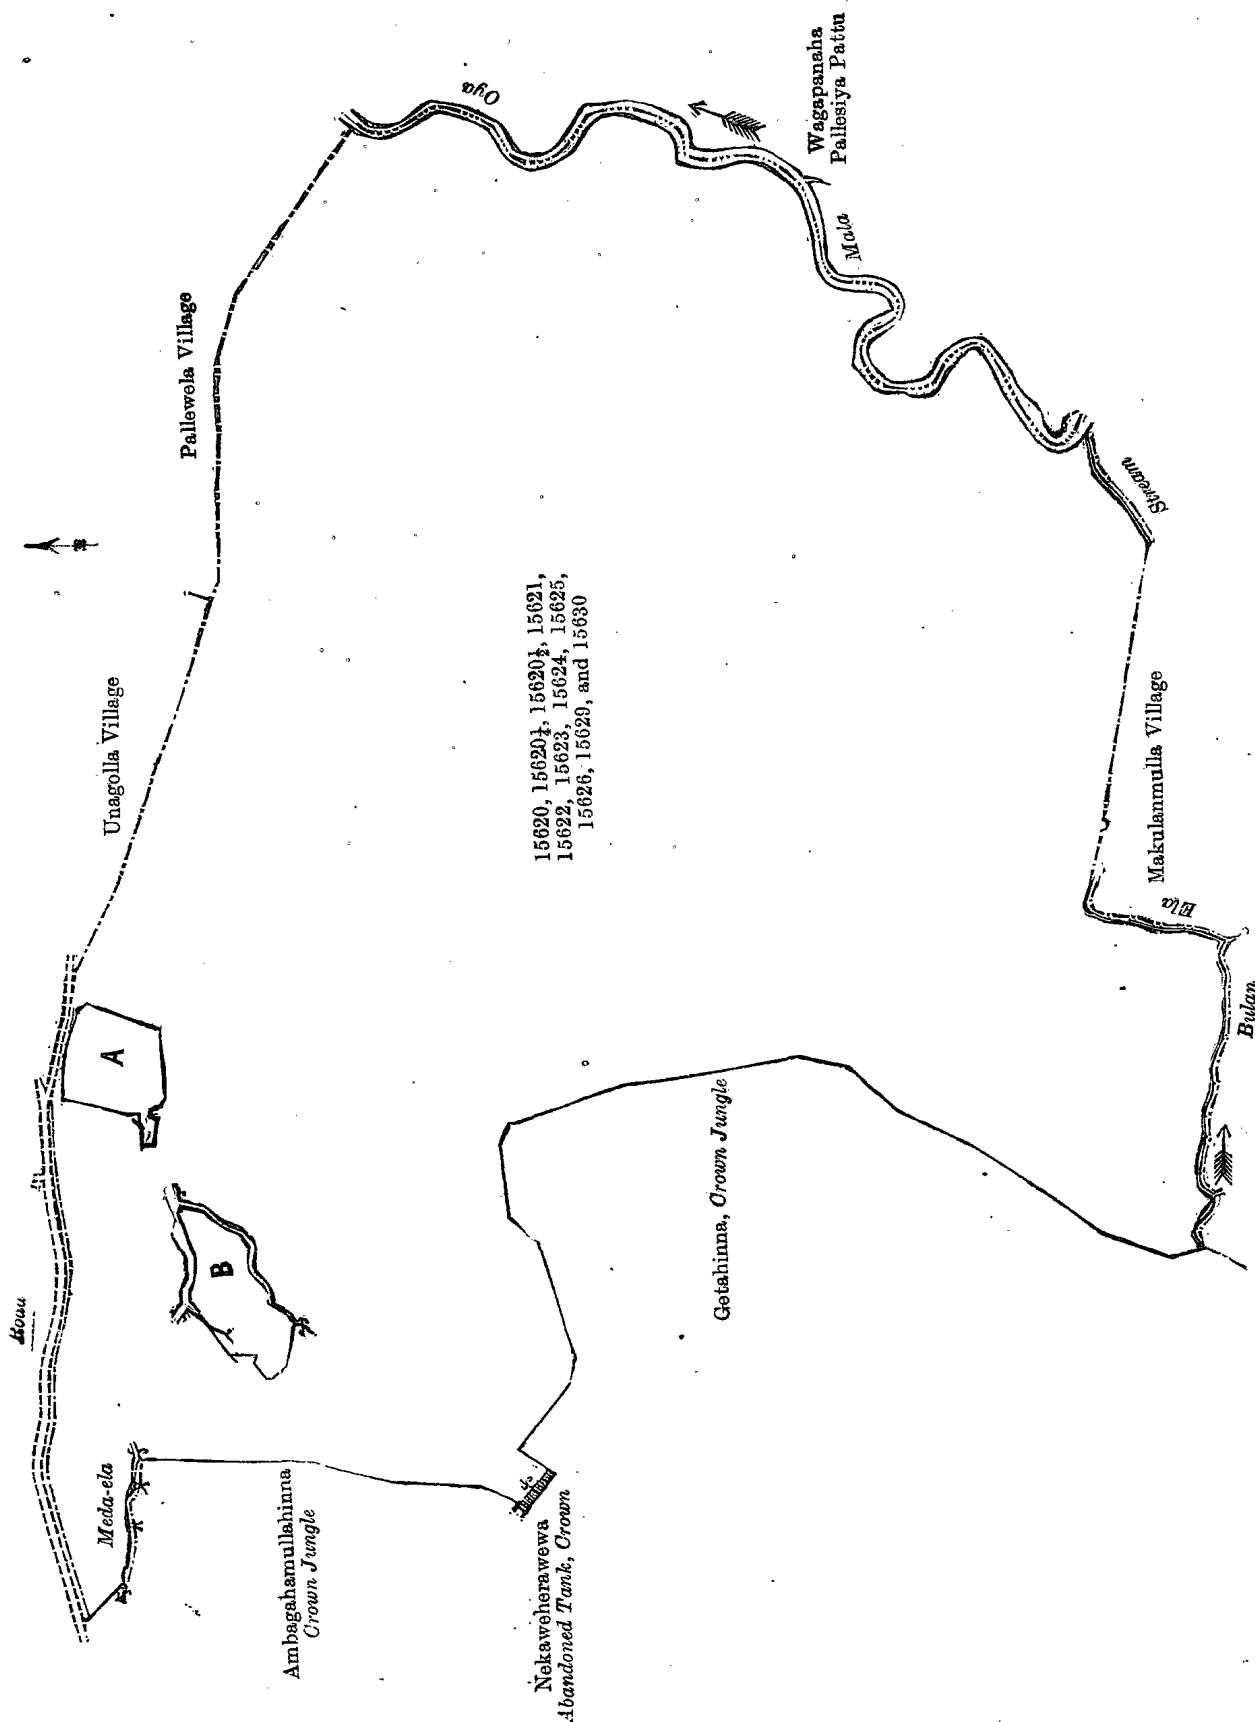 Road
Meda-ela
Ambagahamullahinna
Crown Jungle
Nekaweherawewa
Abandoned Tank, Crown
A
B
Unagolla Village
Pallewela Village
15620, 15620¼, 15620½, 15621,
15622, 15623, 15624, 15625,
15626, 15629, and 15630
Getahinna, Crown Jungle
Oya
Wagapanaha
Pallesiya Pattu
Mala
Stream
Makulanmulla Village
Ela
Bulan